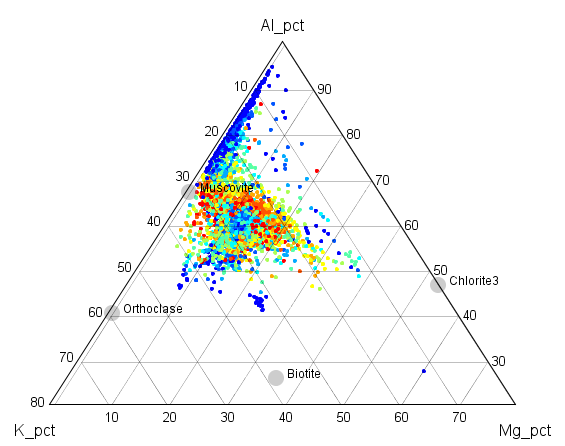 Al_pct
10 90
20 80
30 70
Muscovite
40 60
50 50
Chlorite3
60 Orthoclase 40
70 30
Biotite
80
10 20 30 40 50 60 70
K_pct Mg_pct